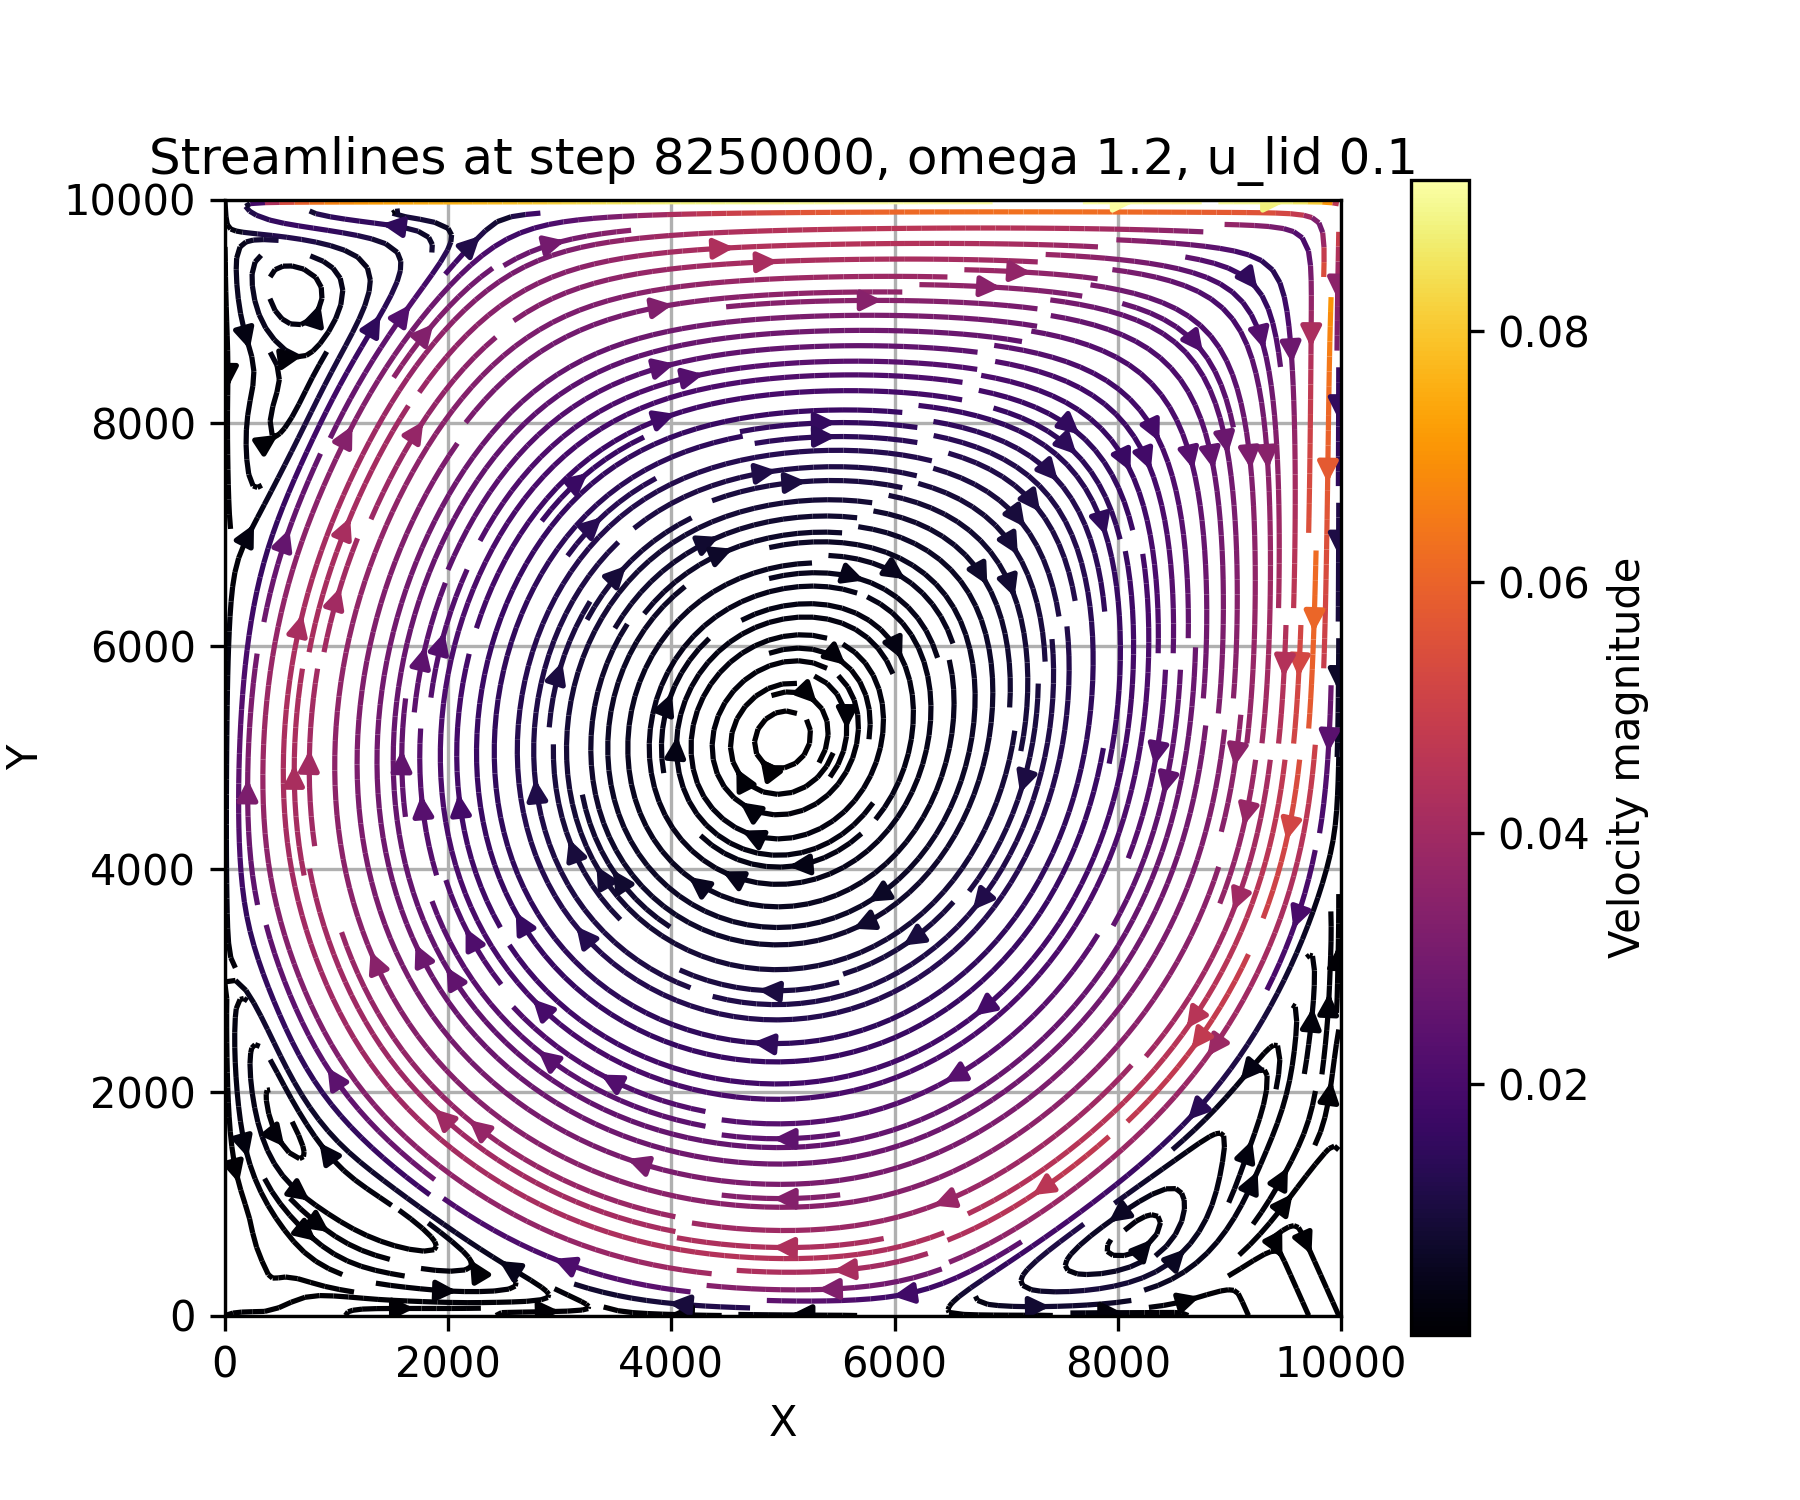 Streamlines at step 8250000, omega 1.2, u_lid 0.1
10000
8000
6000
4000
2000
0
Y
0 2000 4000 6000 8000 10000
X
0.08
0.06
0.04
0.02
Velocity magnitude